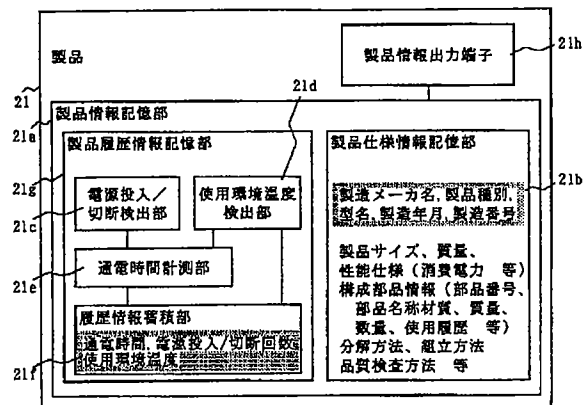 製品
製品情報出力端子
21h
21
21a
製品情報記憶部
21d
製品履歴情報記憶部
21g
電源投入/
切断検出部
21c
使用環境温度
検出部
通電時間計測部
21e
履歴情報蓄積部
通電時間,電源投入/切断回数,
使用環境温度
21f
製品仕様情報記憶部
製造メーカ名,製品種別,
型名,製造年月,製造番号
21b
製品サイズ、質量、
性能仕様(消費電力 等)
構成部品情報(部品番号、
部品名称材質、質量、
数量、使用履歴 等)
分解方法、組立方法
品質検査方法 等